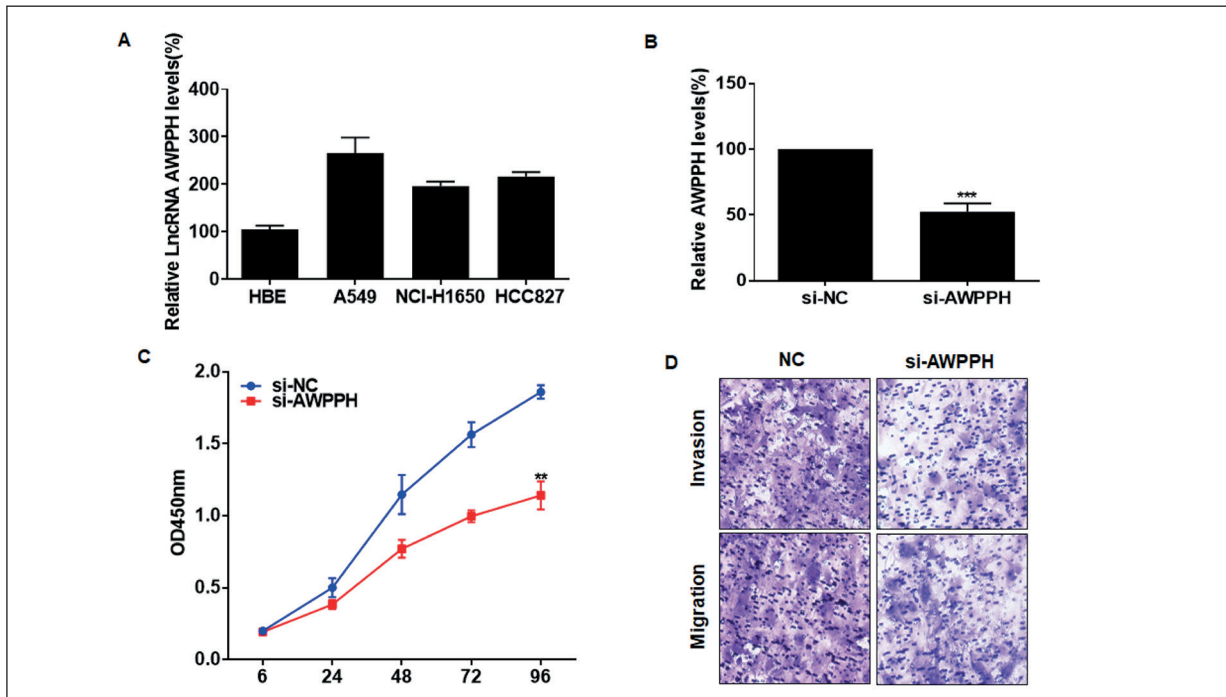 A
Relative LncRNA AWPPH levels(%)
400
300
200
100
0
HBE A549 NCI-H1650 HCC827
B
Relative AWPPH levels(%)
150
100
50
0
***
si-NC si-AWPPH
C
OD450nm
2.0
1.5
1.0
0.5
0.0
si-NC
si-AWPPH
**
6 24 48 72 96
D
NC si-AWPPH
Invasion
Migration